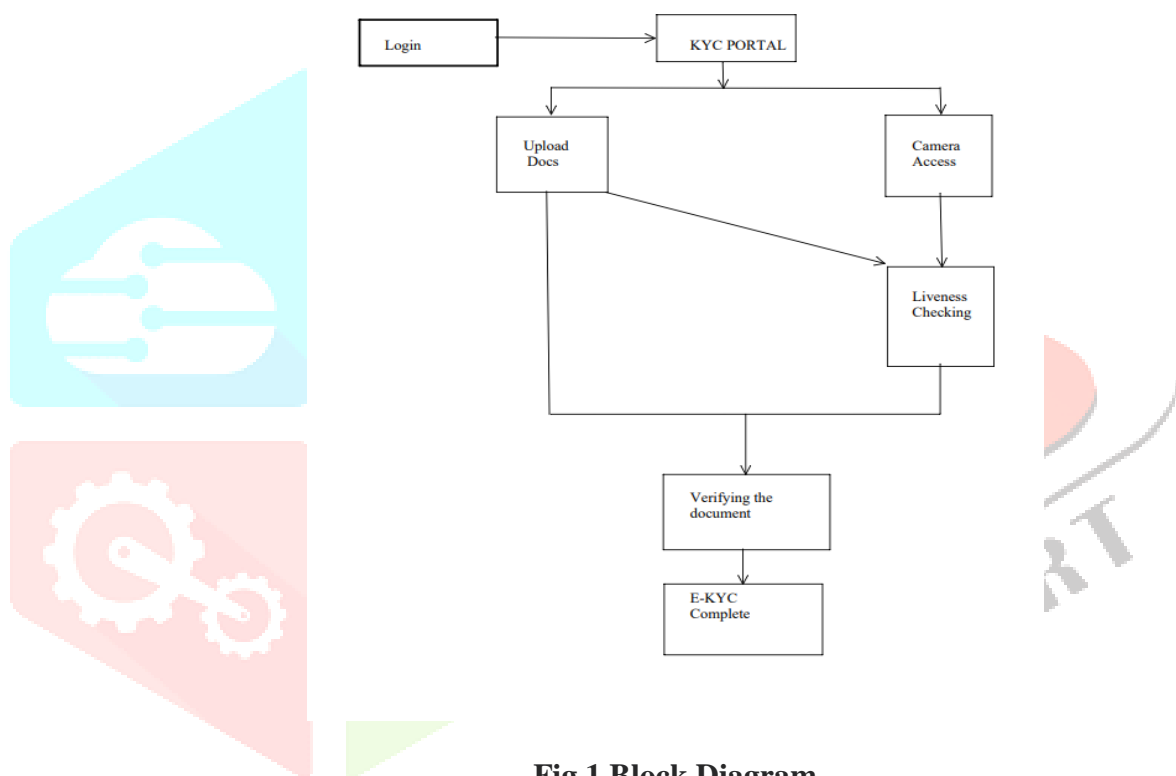 Login
KYC PORTAL
Upload
Docs
Camera
Access
Liveness
Checking
Verifying the
document
E-KYC
Complete
Fig 1 Block Diagram